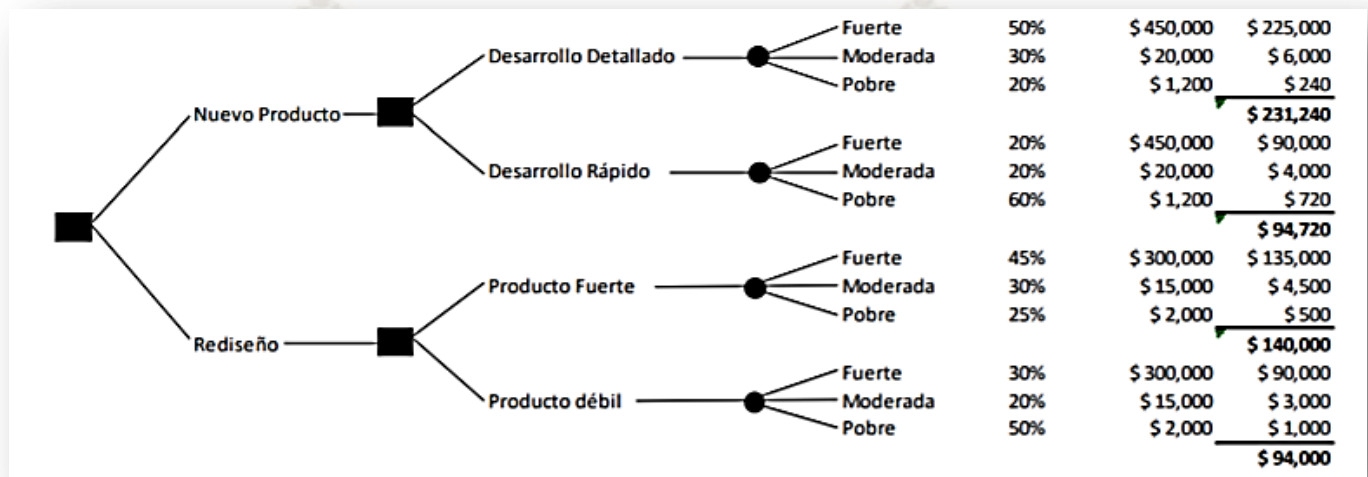 Fuerte 50% $ 450,000 $ 225,000
Desarrollo Detallado Moderada 30% $ 20,000 $ 6,000
Pobre 20% $ 1,200 $ 240
Nuevo Producto $ 231,240
Fuerte 20% $ 450,000 $ 90,000
Desarrollo Rápido Moderada 20% $ 20,000 $ 4,000
Pobre 60% $ 1,200 $ 720
$ 94,720
Fuerte 45% $ 300,000 $ 135,000
Producto Fuerte Moderada 30% $ 15,000 $ 4,500
Pobre 25% $ 2,000 $ 500
Rediseño $ 140,000
Fuerte 30% $ 300,000 $ 90,000
Producto débil Moderada 20% $ 15,000 $ 3,000
Pobre 50% $ 2,000 $ 1,000
$ 94,000